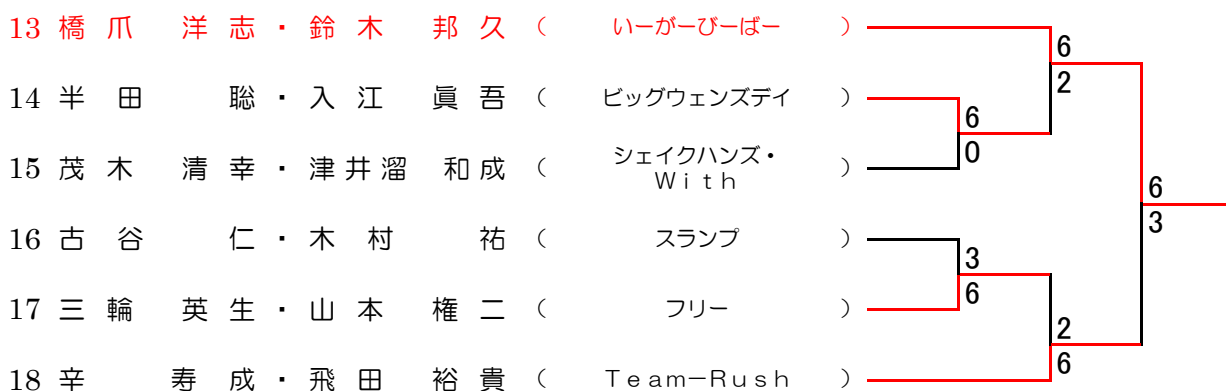 13 橋爪 洋志・鈴木 邦久 ( いーがーびーばー )
6
2
14 半田 聡・入江 眞吾 ( ビッグウェンズデイ )
6
0
15 茂木 清幸・津井溜 和成 ( シェイクハンズ・
With )
6
3
16 古谷 仁・木村 祐 ( スランプ )
3
6
17 三輪 英生・山本 権二 ( フリー )
2
6
18 辛 寿成・飛田 裕貴 ( Team-Rush )